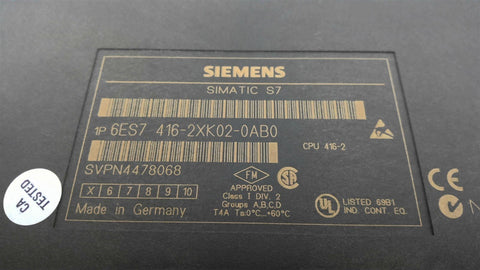 SIEMENS
SIMATIC S7
1P 6ES7 416-2XK02-0AB0
CPU 416-2
SVPN4478068
X 6 7 8 9 10
Made in Germany
FM
APPROVED
Class I DIV. 2
Groups A,B,C,D
T4A Ta:0°C...+60°C
UL
LISTED 69B1
IND. CONT. EQ.
CE
N
CA
TESTED